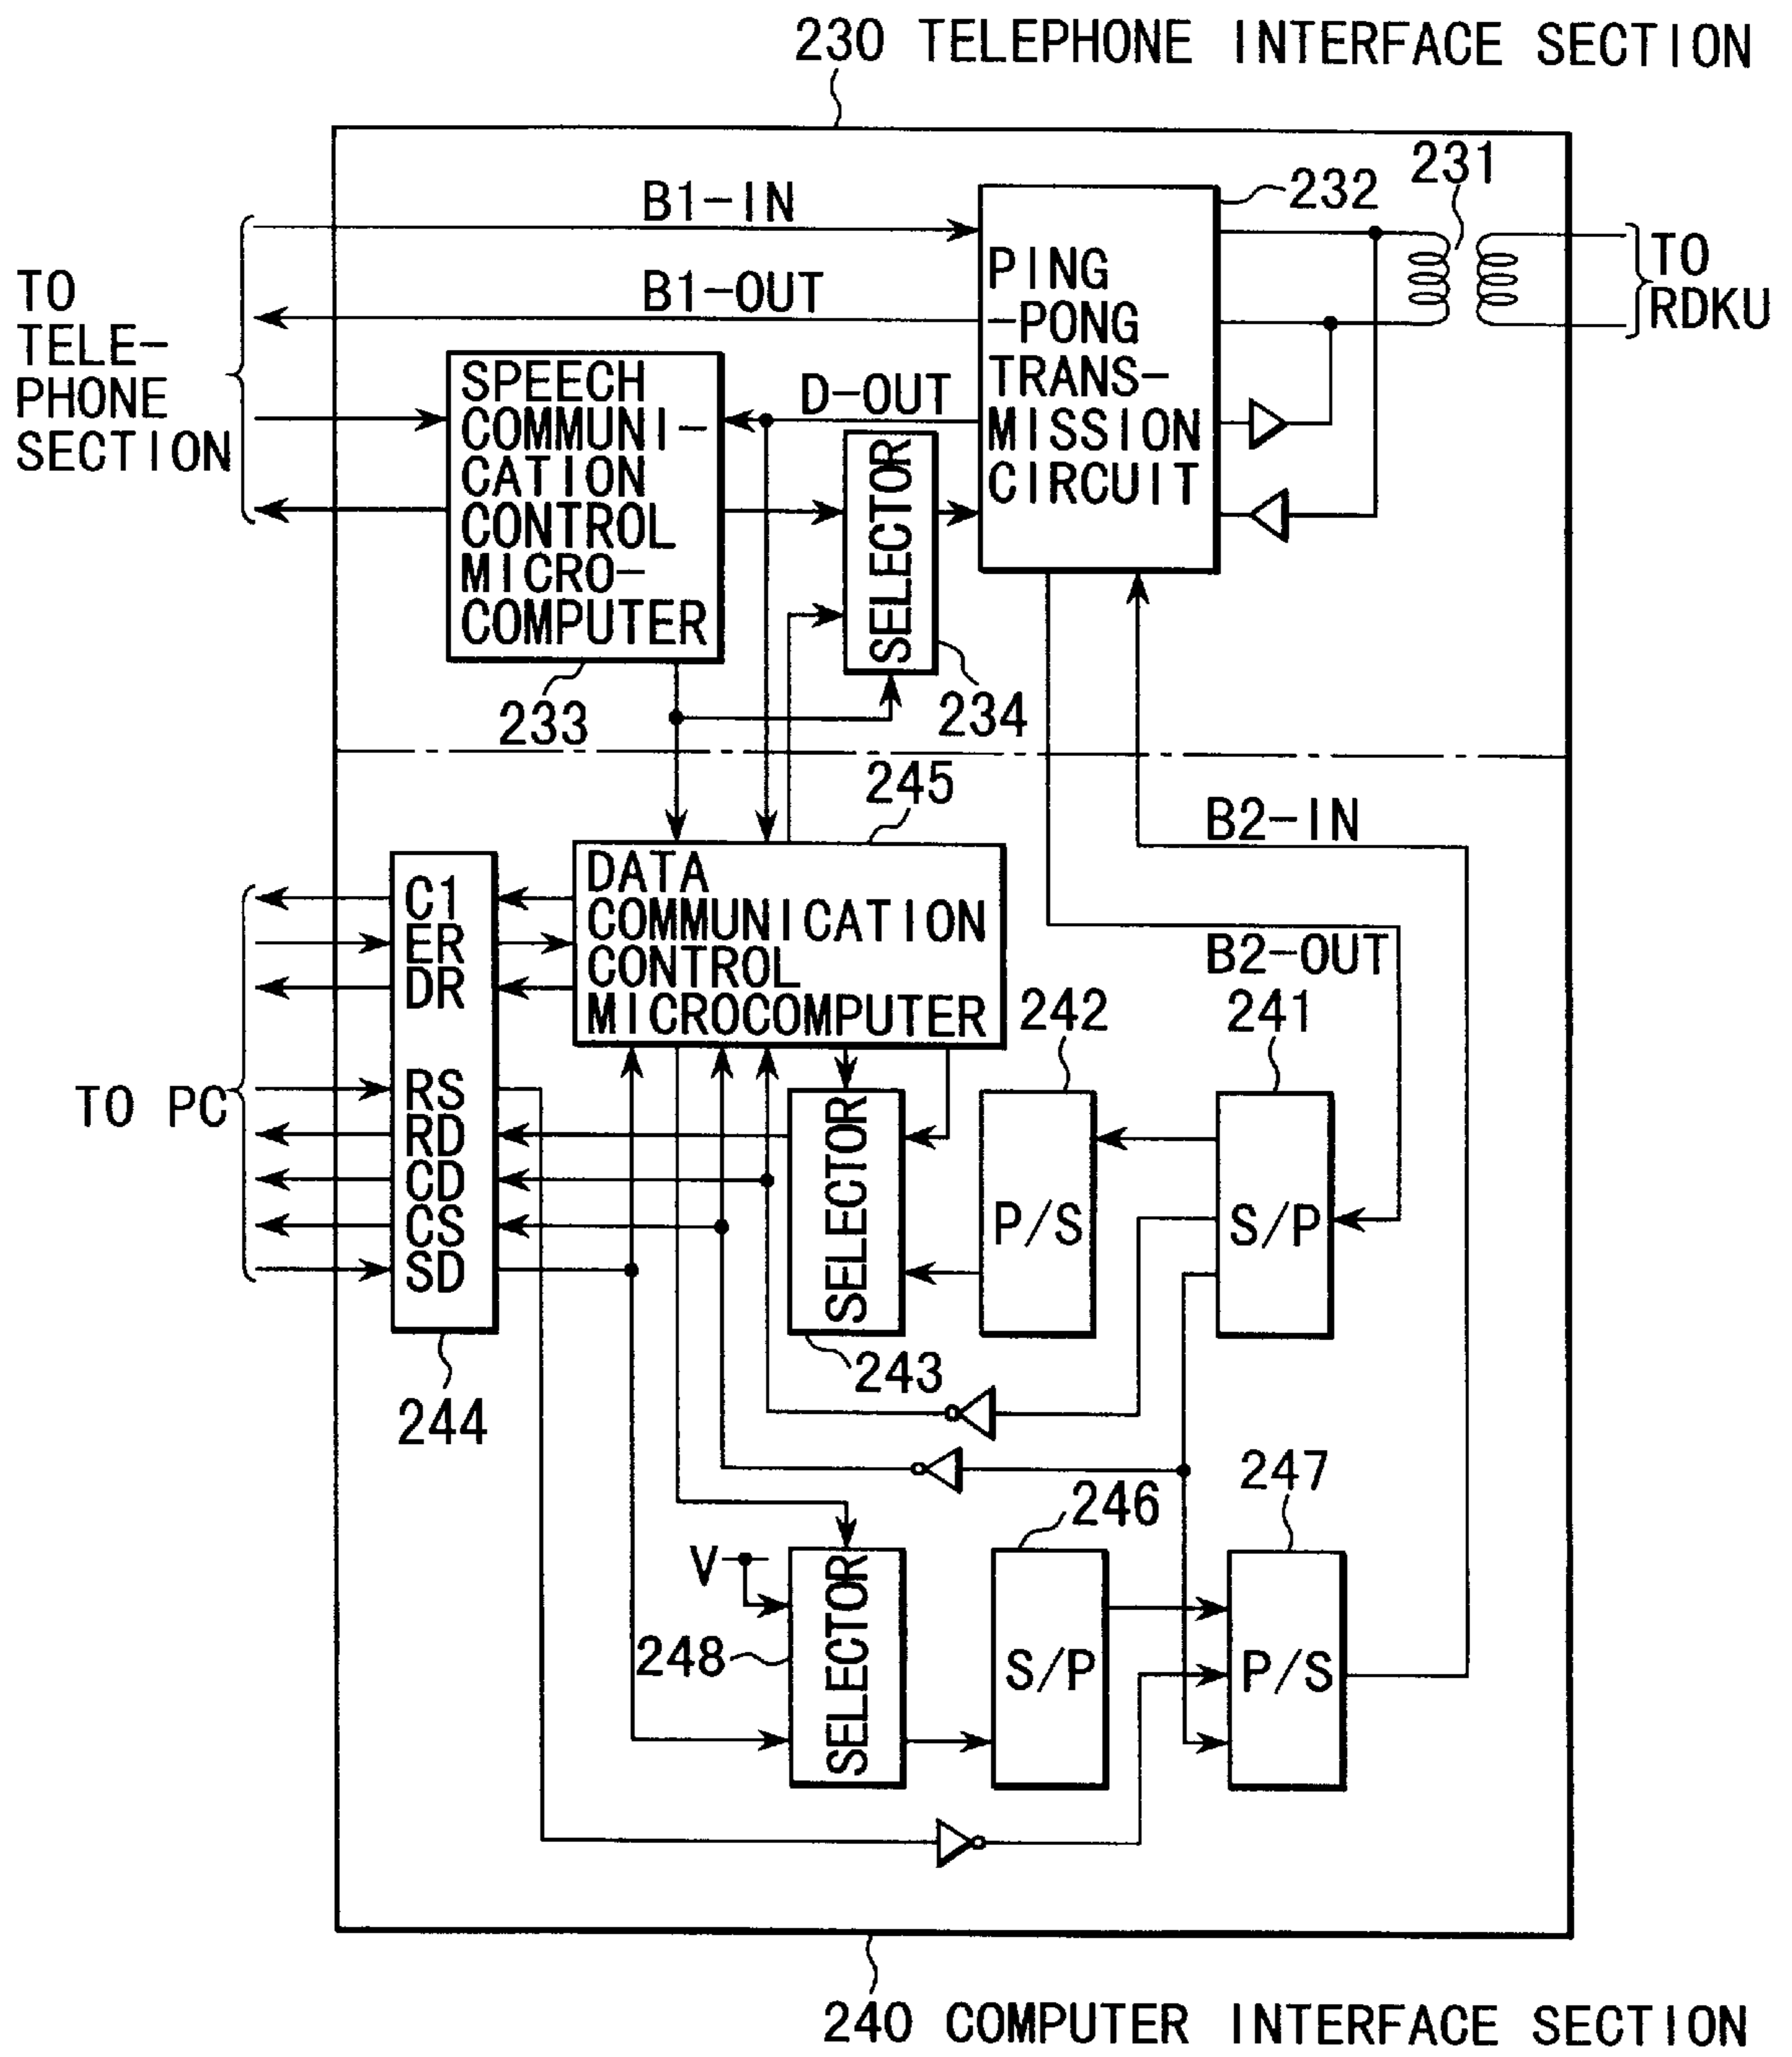 230 TELEPHONE INTERFACE SECTION
231
232
B1-IN
B1-OUT
TO
TELE-
PHONE
SECTION
TO
RDKU
PING
-PONG
TRANS-
MISSION
CIRCUIT
D-OUT
SPEECH
COMMUNI-
CATION
CONTROL
MICRO-
COMPUTER
SELECTOR
233
234
245
B2-IN
DATA
COMMUNICATION
CONTROL
MICROCOMPUTER
B2-OUT
C1
ER
DR
RS
RD
CD
CS
SD
TO PC
242
241
SELECTOR
P/S
S/P
243
244
247
246
V
248
SELECTOR
S/P
P/S
240 COMPUTER INTERFACE SECTION